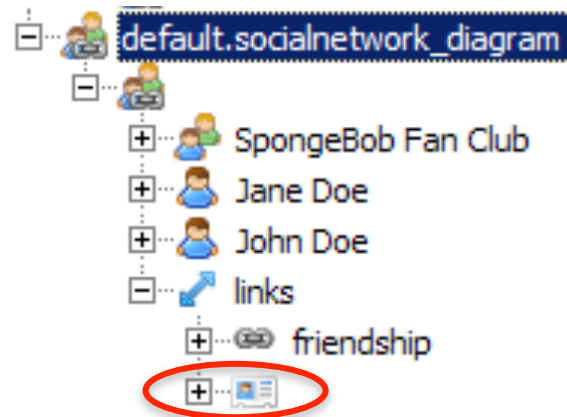 default.socialnetwork_diagram
SpongeBob Fan Club
Jane Doe
John Doe
links
friendship